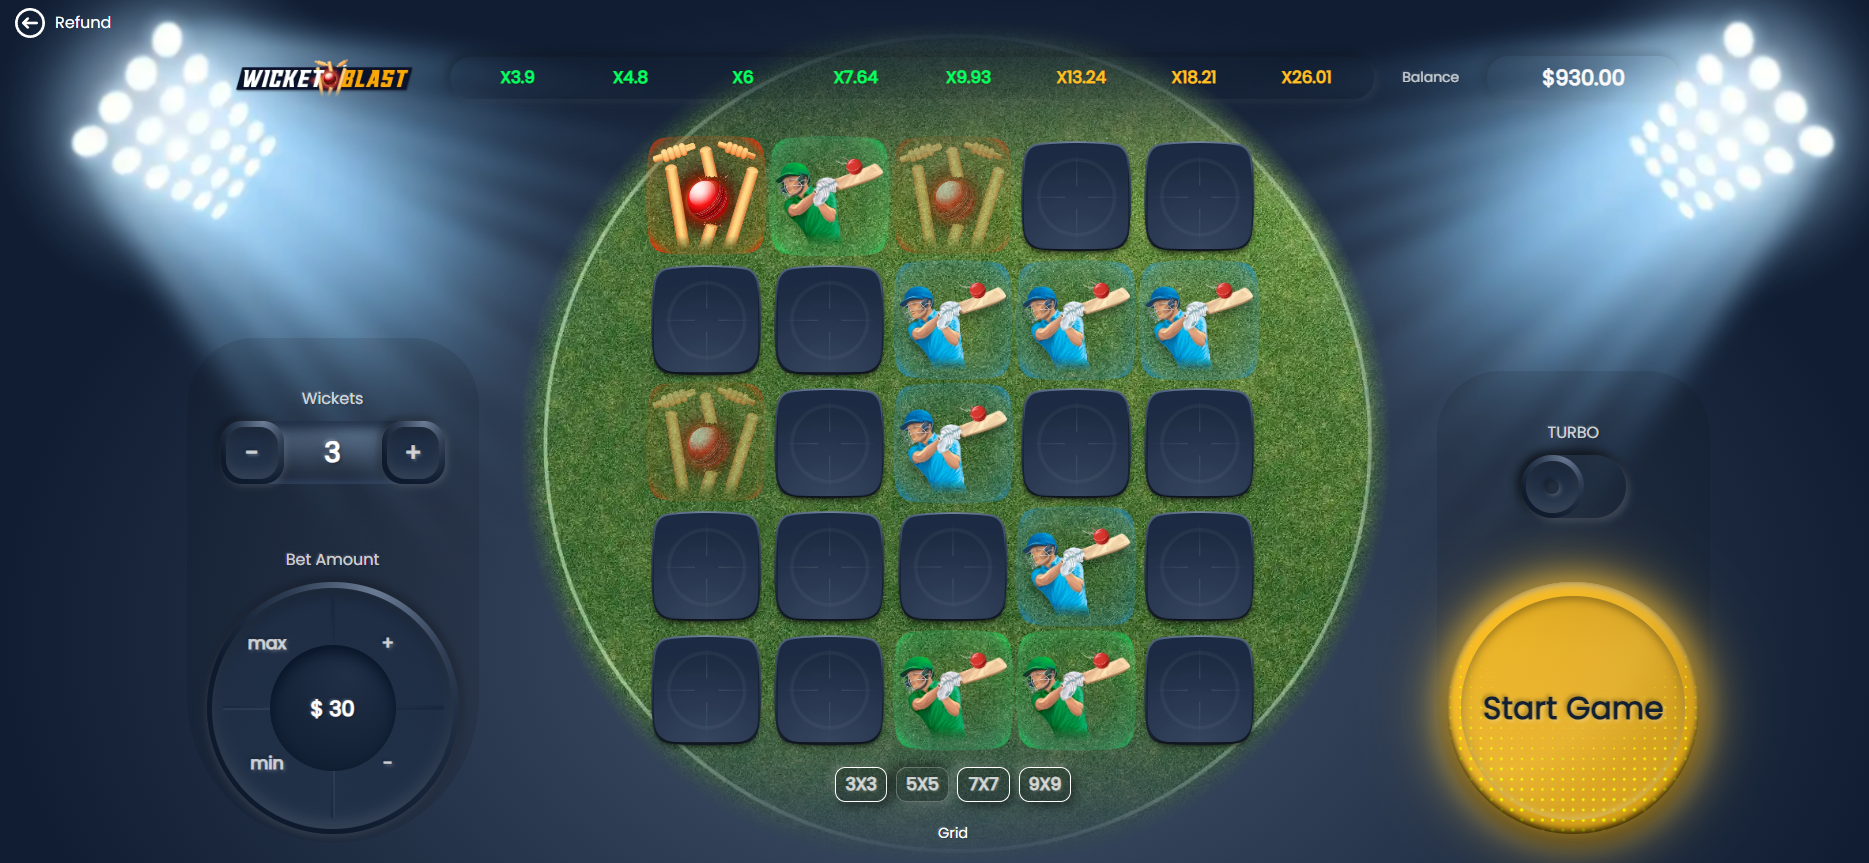 Refund
WICKET BLAST
X3.9 X4.8 X6 X7.64 X9.93 X13.24 X18.21 X26.01
Balance $930.00
Wickets
- 3 +
TURBO
Bet Amount
max +
$ 30
min -
Start Game
3X3 5X5 7X7 9X9
Grid